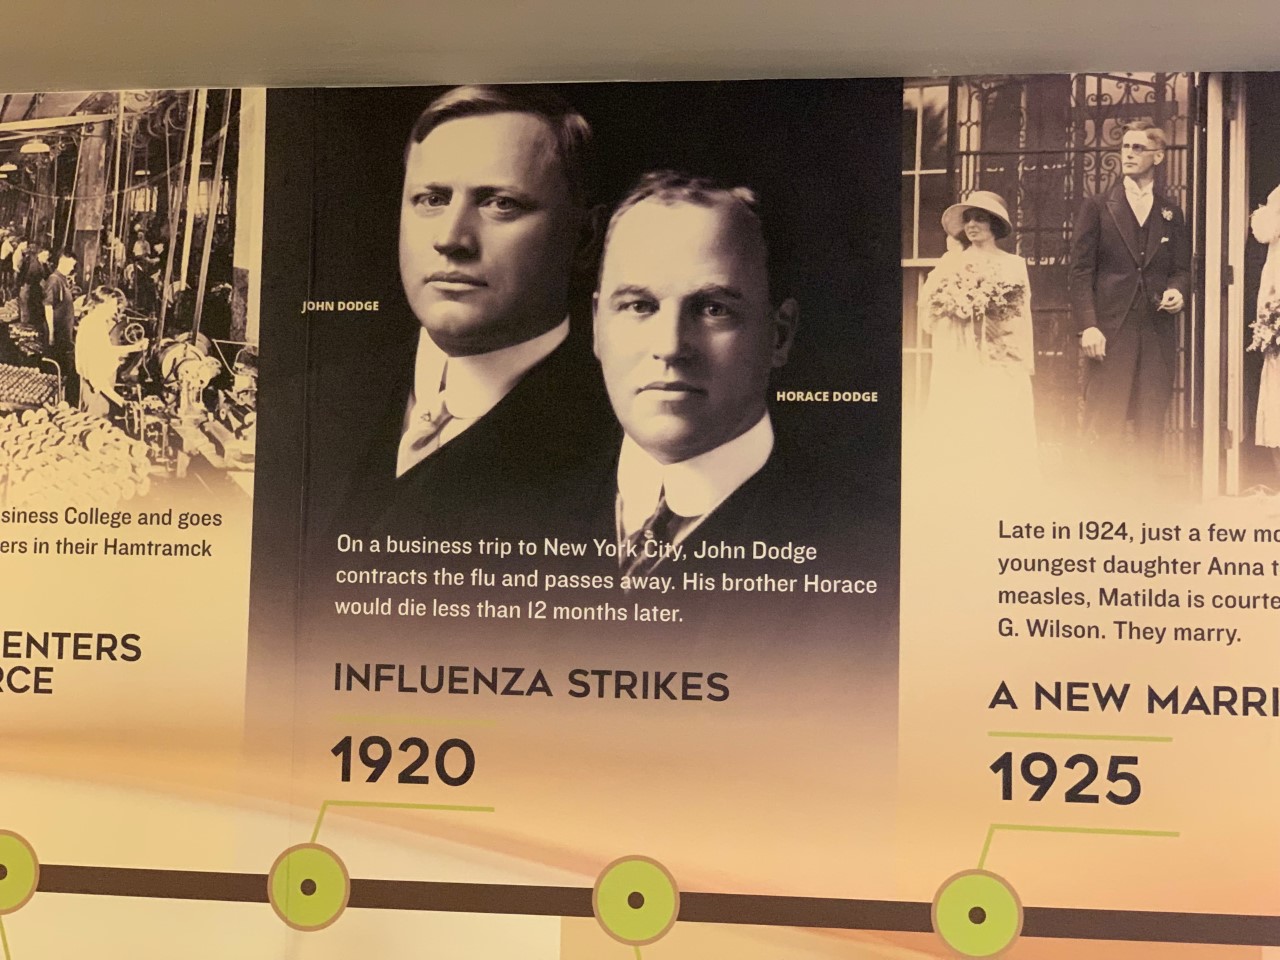 siness College and goes
ers in their Hamtramck
ENTERS
RCE
JOHN DODGE
HORACE DODGE
On a business trip to New York City, John Dodge
contracts the flu and passes away. His brother Horace
would die less than 12 months later.
INFLUENZA STRIKES
1920
Late in 1924, just a few mo
youngest daughter Anna t
measles, Matilda is courte
G. Wilson. They marry.
A NEW MARRI
1925